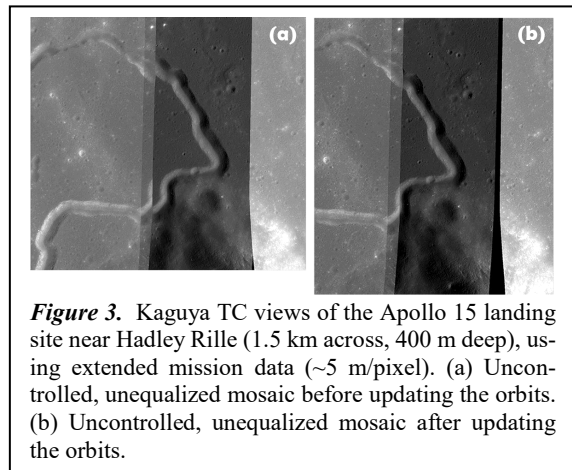 (a)
(b)
Figure 3. Kaguya TC views of the Apollo 15 landing
site near Hadley Rille (1.5 km across, 400 m deep), us-
ing extended mission data (~5 m/pixel). (a) Uncon-
trolled, unequalized mosaic before updating the orbits.
(b) Uncontrolled, unequalized mosaic after updating
the orbits.